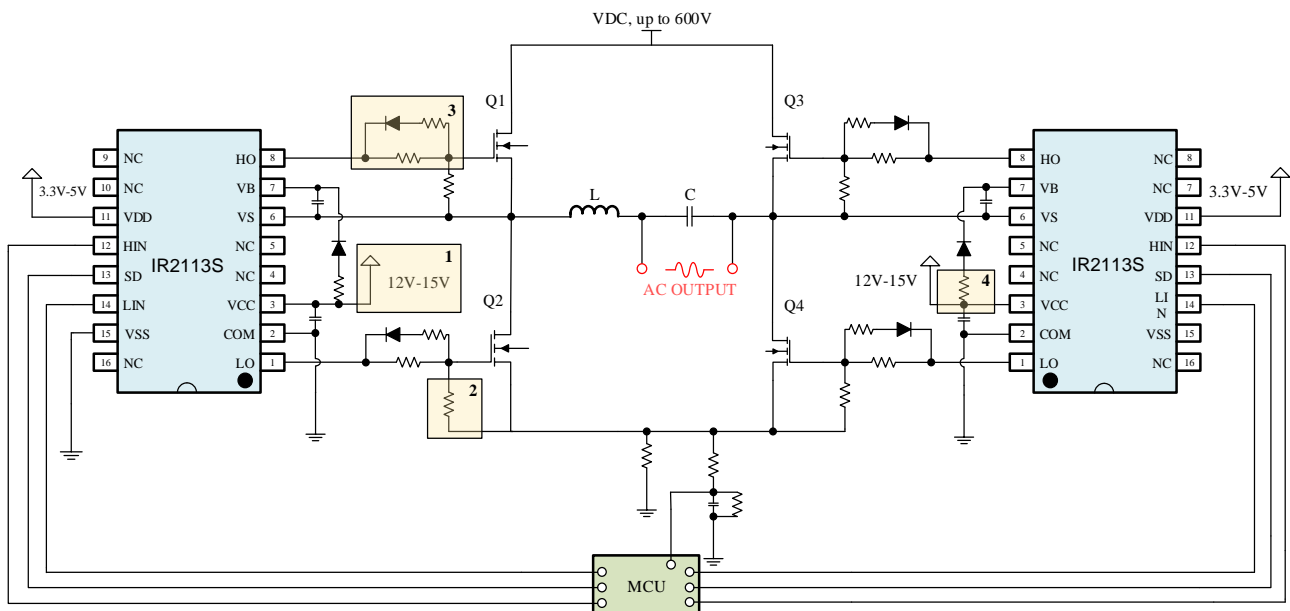 VDC, up to 600V
Q1
Q3
3
9 NC
10 NC
11 VDD
12 HIN
13 SD
14 LIN
15 VSS
16 NC
HO 8
VB 7
VS 6
NC 5
NC 4
VCC 3
COM 2
LO 1
IR2113S
3.3V-5V
1
12V-15V
Q2
2
L
C
AC OUTPUT
12V-15V
4
Q4
8 HO
7 VB
6 VS
5 NC
4 NC
3 VCC
2 COM
1 LO
IR2113S
NC 8
NC 7
VDD 11
HIN 12
SD 13
LI
N 14
VSS 15
NC 16
3.3V-5V
MCU